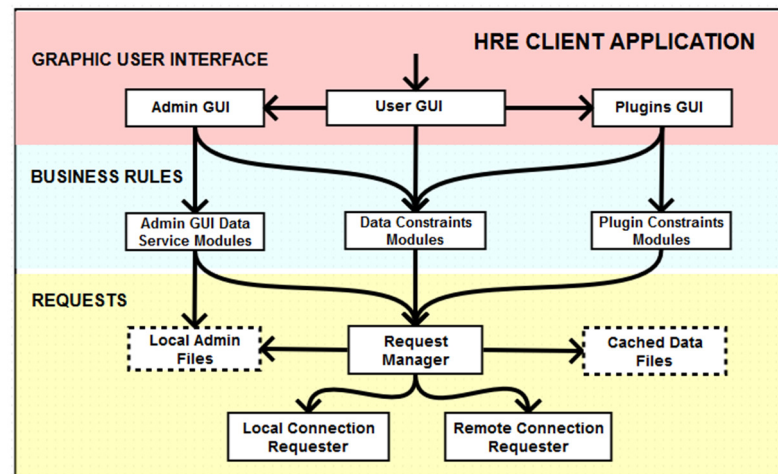 HRE CLIENT APPLICATION
GRAPHIC USER INTERFACE
Admin GUI
User GUI
Plugins GUI
BUSINESS RULES
Admin GUI Data
Service Modules
Data Constraints
Modules
Plugin Constraints
Modules
REQUESTS
Local Admin
Files
Request
Manager
Cached Data
Files
Local Connection
Requester
Remote Connection
Requester